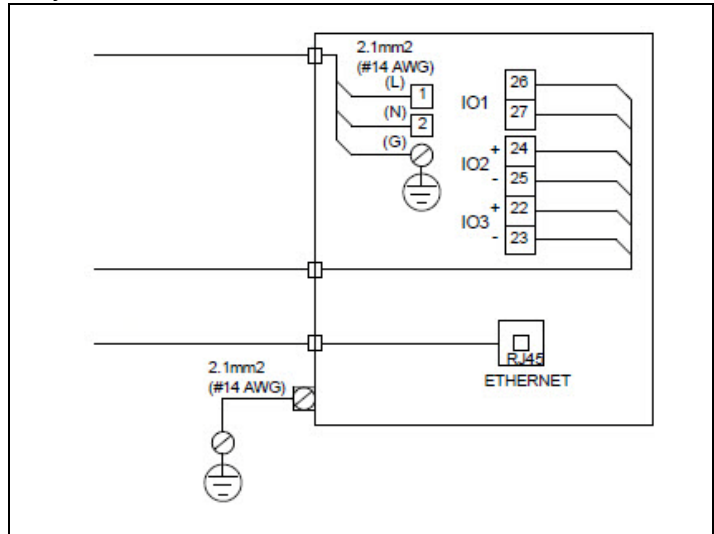 2.1mm2
(#14 AWG)
(L)
1
(N)
2
(G)
IO1
26
27
IO2
+ 24
- 25
IO3
+ 22
- 23
RJ45
ETHERNET
2.1mm2
(#14 AWG)